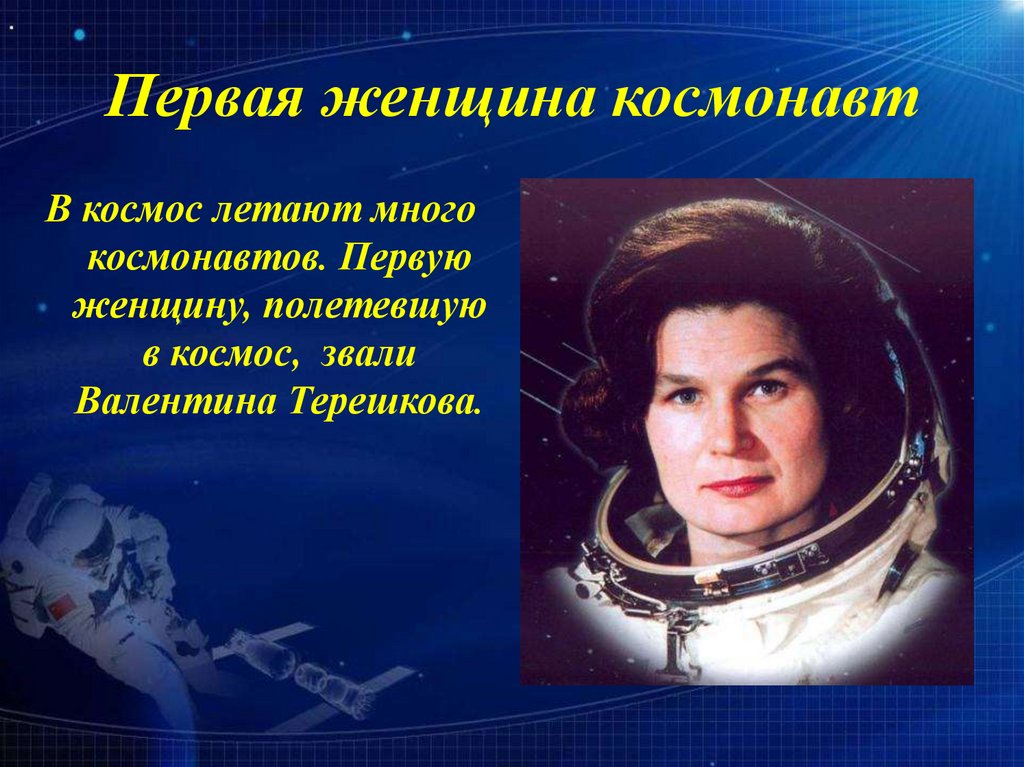 Первая женщина космонавт
В космос летают много
космонавтов. Первую
женщину, полетевшую
в космос, звали
Валентина Терешкова.